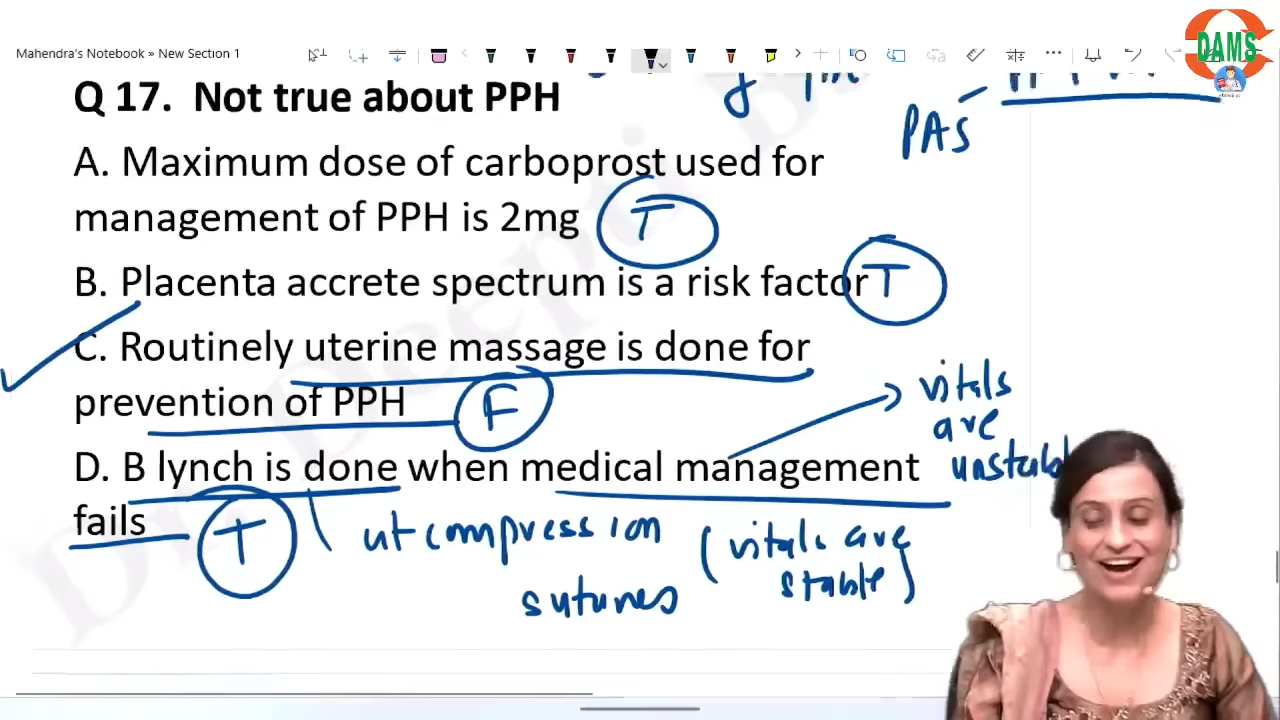 Mahendra's Notebook » New Section 1
DAMS
Q 17. Not true about PPH
PAS
A. Maximum dose of carboprost used for
management of PPH is 2mg T
B. Placenta accrete spectrum is a risk factor T
C. Routinely uterine massage is done for
prevention of PPH F
vitals
are
D. B lynch is done when medical management
fails T
ut compression
sutures
(vitals are
stable)